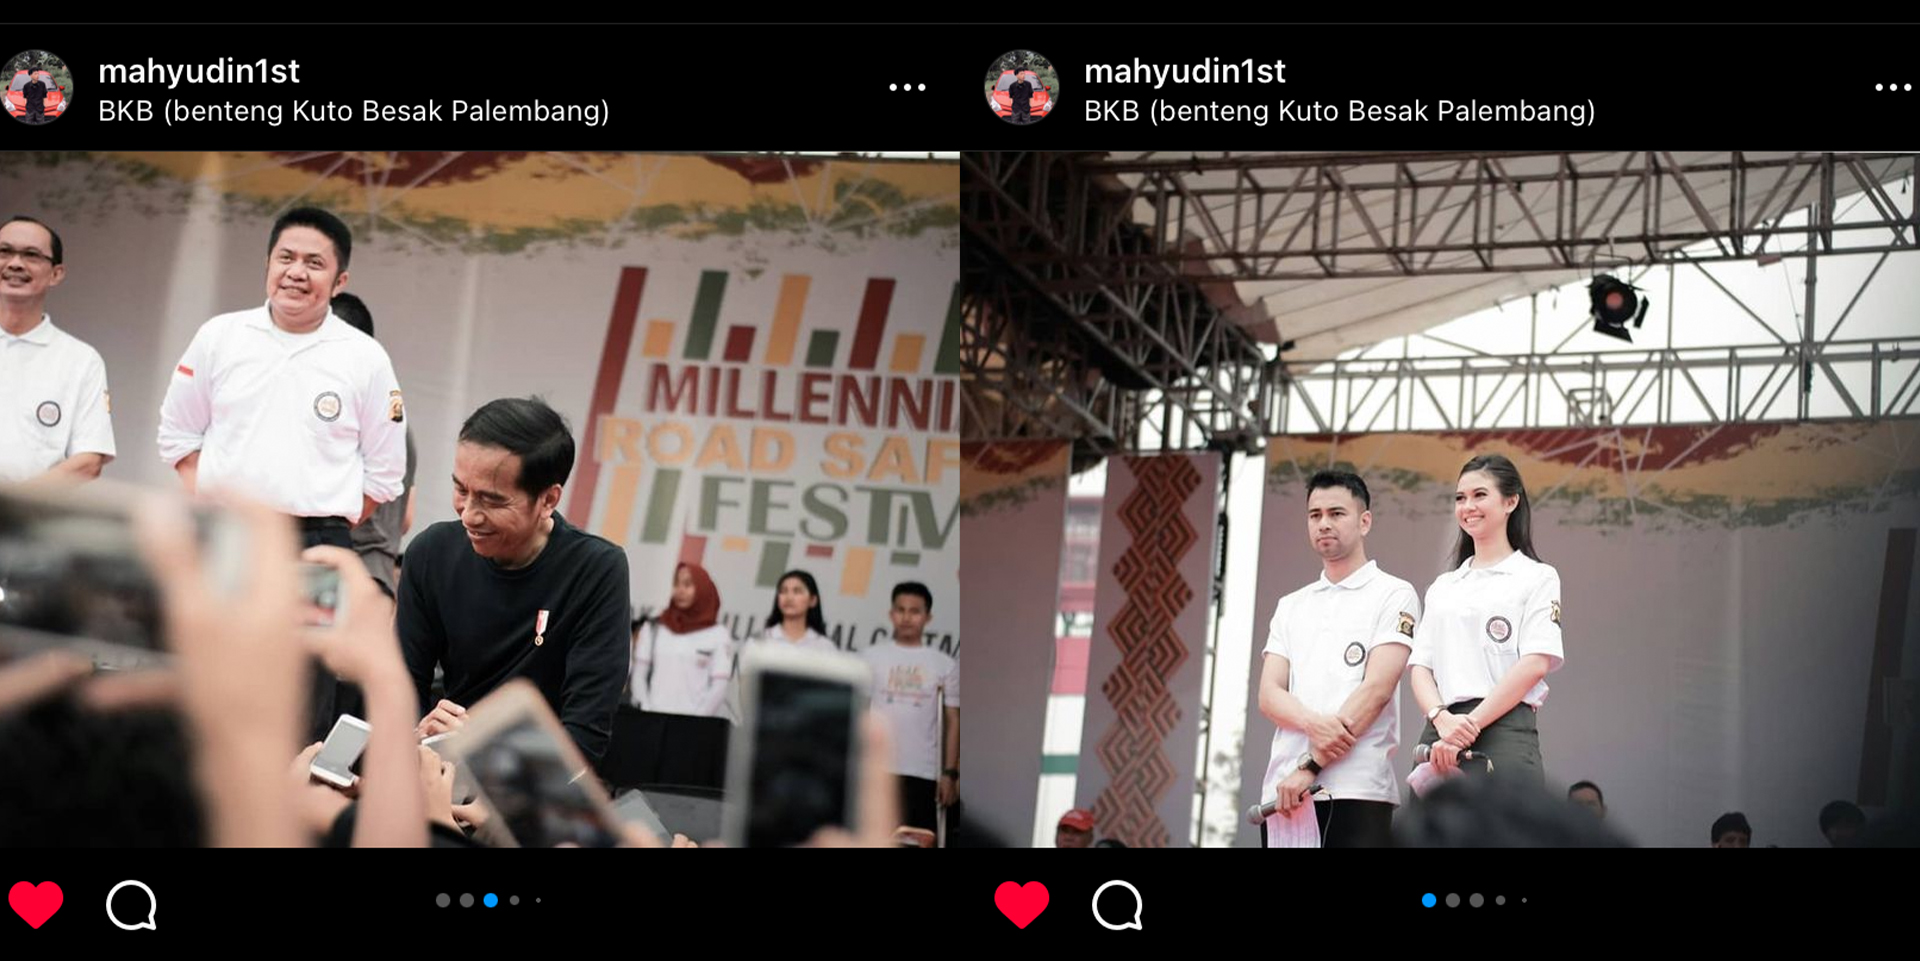 mahyudin1st
BKB (benteng Kuto Besak Palembang)
MILLENNI
ROAD SAF
FESTIV
mahyudin1st
BKB (benteng Kuto Besak Palembang)